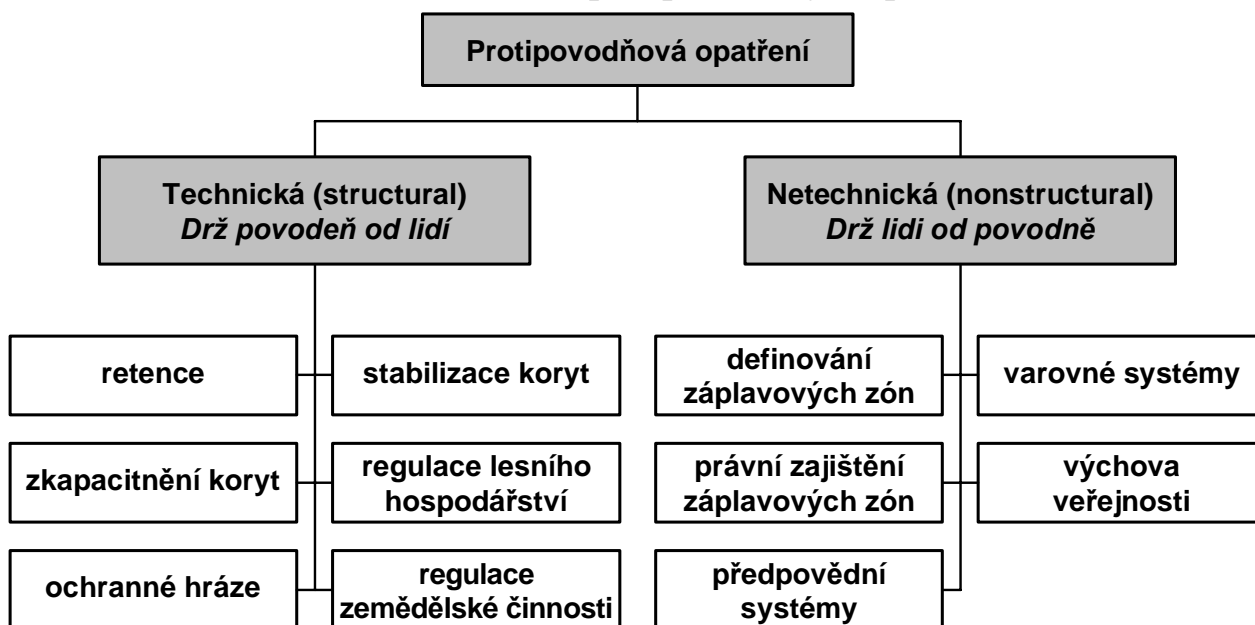 Protipovodňová opatření
Technická (structural)
Drž povodeň od lidí
Netechnická (nonstructural)
Drž lidi od povodně
retence
stabilizace koryt
definování
záplavových zón
varovné systémy
zkapacitnění koryt
regulace lesního
hospodářství
právní zajištění
záplavových zón
výchova
veřejnosti
ochranné hráze
regulace
zemědělské činnosti
předpovědní
systémy